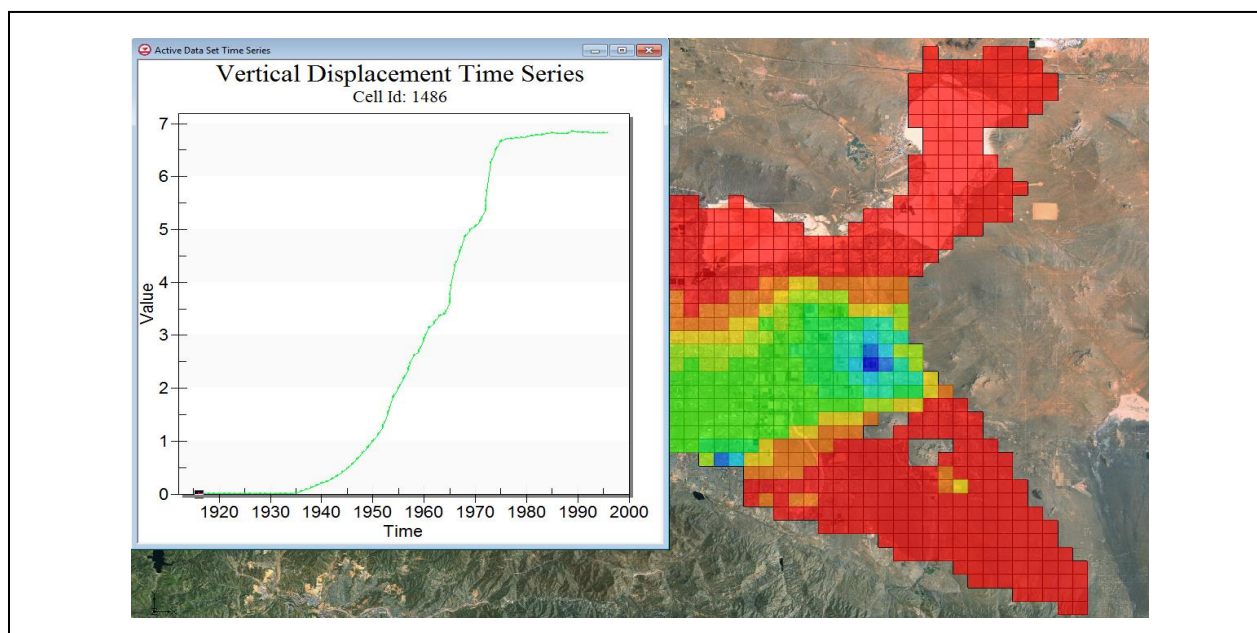 Active Data Set Time Series
Vertical Displacement Time Series
Cell Id: 1486
Value
7
6
5
4
3
2
1
0
1920 1930 1940 1950 1960 1970 1980 1990 2000
Time